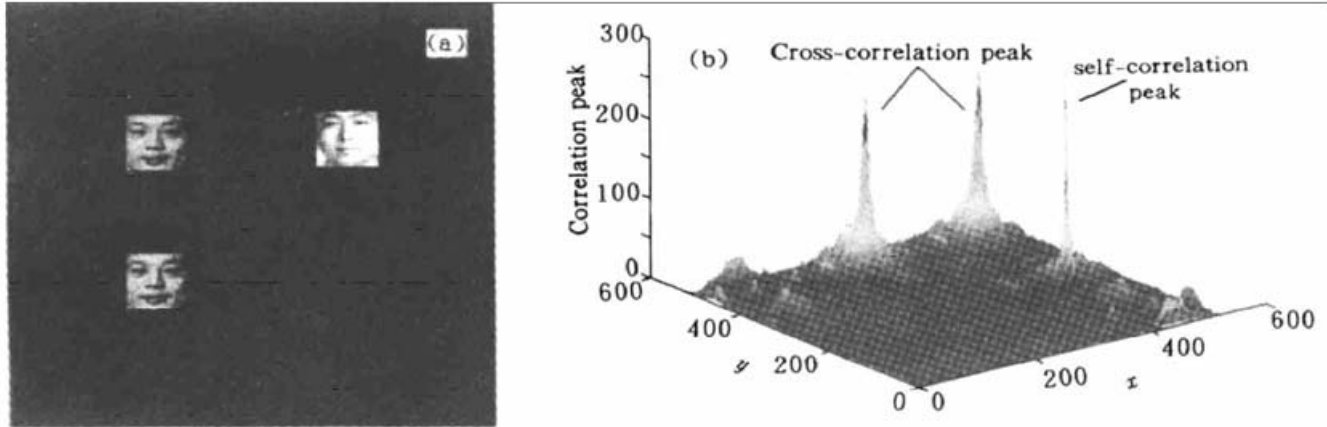 (a)
(b)
Cross-correlation peak
self-correlation
peak
Correlation peak
300
200
100
0
600
400
200
0
y
0
200
400
600
x